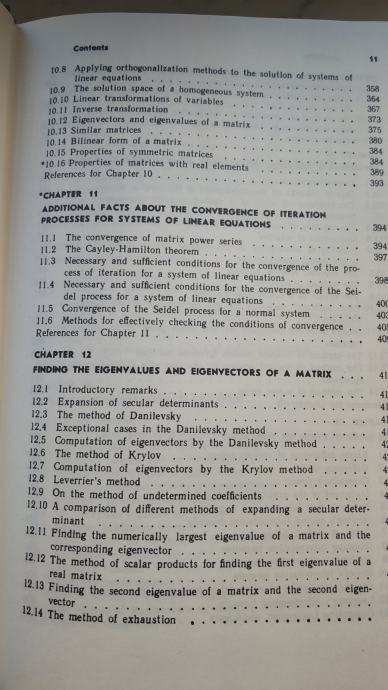 Contents
11
10.8 Applying orthogonalization methods to the solution of systems of
linear equations . . . . . . . . . . . . . . . . . . 358
10.9 The solution space of a homogeneous system . . . . . . . . 364
10.10 Linear transformations of variables . . . . . . . . . . 367
10.11 Inverse transformation . . . . . . . . . . . . . . 373
10.12 Eigenvectors and eigenvalues of a matrix . . . . . . . . 375
10.13 Similar matrices . . . . . . . . . . . . . . . . 380
10.14 Bilinear form of a matrix . . . . . . . . . . . . . 384
10.15 Properties of symmetric matrices . . . . . . . . . . . 384
*10.16 Properties of matrices with real elements . . . . . . . . 389
References for Chapter 10 . . . . . . . . . . . . . . . 393
*CHAPTER 11
ADDITIONAL FACTS ABOUT THE CONVERGENCE OF ITERATION
PROCESSES FOR SYSTEMS OF LINEAR EQUATIONS . . . . . . . . 394
11.1 The convergence of matrix power series . . . . . . . . . 394
11.2 The Cayley-Hamilton theorem . . . . . . . . . . . . 397
11.3 Necessary and sufficient conditions for the convergence of the pro-
cess of iteration for a system of linear equations . . . . . . 398
11.4 Necessary and sufficient conditions for the convergence of the Sei-
del process for a system of linear equations . . . . . . . . 400
11.5 Convergence of the Seidel process for a normal system . . . . 403
11.6 Methods for effectively checking the conditions of convergence . . 40
References for Chapter 11 . . . . . . . . . . . . . . . 40
CHAPTER 12
FINDING THE EIGENVALUES AND EIGENVECTORS OF A MATRIX . . . 41
12.1 Introductory remarks . . . . . . . . . . . . . . . 41
12.2 Expansion of secular determinants . . . . . . . . . . . 41
12.3 The method of Danilevsky . . . . . . . . . . . . . 41
12.4 Exceptional cases in the Danilevsky method . . . . . . . . 4
12.5 Computation of eigenvectors by the Danilevsky method . . . . 4
12.6 The method of Krylov . . . . . . . . . . . . . . . 4
12.7 Computation of eigenvectors by the Krylov method . . . . . 4
12.8 Leverrier's method . . . . . . . . . . . . . . . . 4
12.9 On the method of undetermined coefficients . . . . . . . . 4
12.10 A comparison of different methods of expanding a secular deter-
minant . . . . . . . . . . . . . . . . . . . .
12.11 Finding the numerically largest eigenvalue of a matrix and the
corresponding eigenvector . . . . . . . . . . . . . .
12.12 The method of scalar products for finding the first eigenvalue of a
real matrix . . . . . . . . . . . . . . . . . . .
12.13 Finding the second eigenvalue of a matrix and the second eigen-
vector . . . . . . . . . . . . . . . . . . . . .
12.14 The method of exhaustion . . . . . . . . . . . . . .